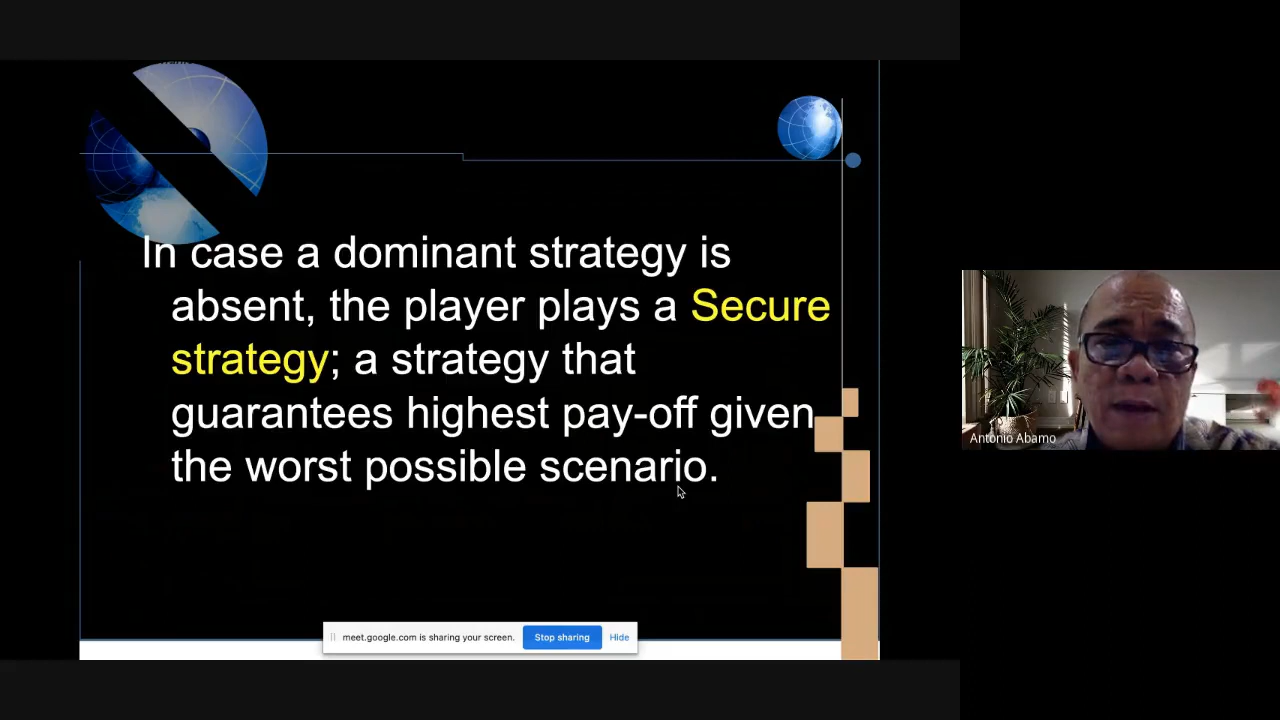 In case a dominant strategy is
absent, the player plays a Secure
strategy; a strategy that
guarantees highest pay-off given
the worst possible scenario.
Antonio Abamo
meet.google.com is sharing your screen. Stop sharing Hide